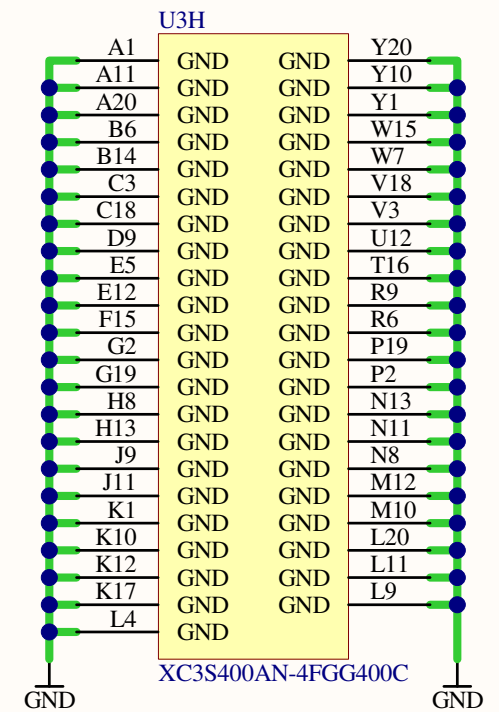 U3H
A1 GND GND Y20
A11 GND GND Y10
A20 GND GND Y1
B6 GND GND W15
B14 GND GND W7
C3 GND GND V18
C18 GND GND V3
D9 GND GND U12
E5 GND GND T16
E12 GND GND R9
F15 GND GND R6
G2 GND GND P19
G19 GND GND P2
H8 GND GND N13
H13 GND GND N11
J9 GND GND N8
J11 GND GND M12
K1 GND GND M10
K10 GND GND L20
K12 GND GND L11
K17 GND GND L9
L4 GND
XC3S400AN-4FGG400C
GND GND